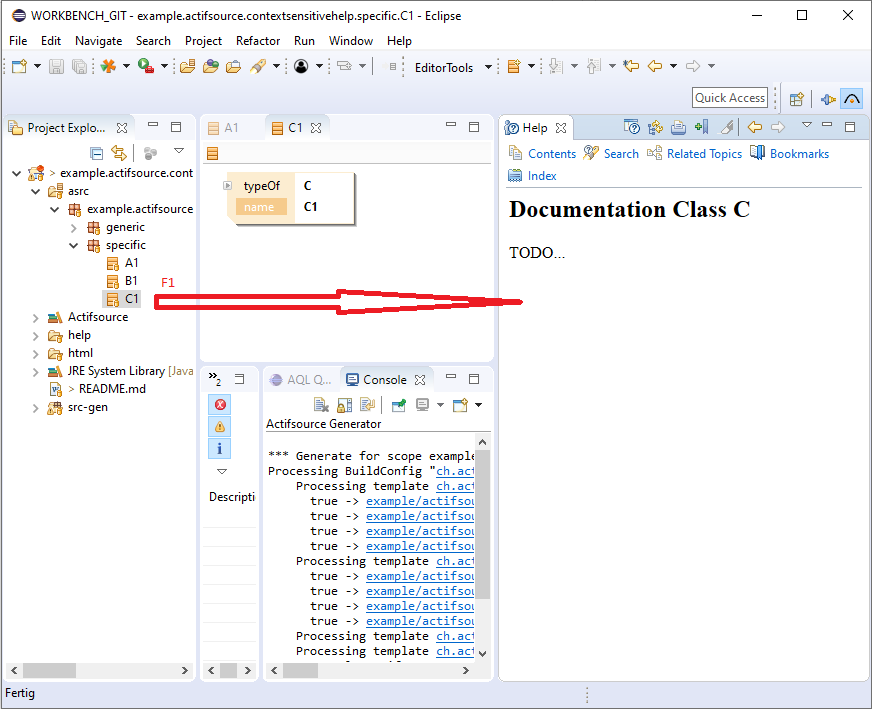 WORKBENCH_GIT - example.actifsource.contextsensitivehelp.specific.C1 - Eclipse
File Edit Navigate Search Project Refactor Run Window Help
EditorTools
Quick Access
Project Explo...
> example.actifsource.cont
asrc
example.actifsource
generic
specific
A1
B1
C1
F1
Actifsource
help
html
JRE System Library [Java
> README.md
src-gen
A1 C1
typeOf C
name C1
Help
Contents Search Related Topics Bookmarks
Index
Documentation Class C
TODO...
»2
Descripti
AQL Q... Console
Actifsource Generator
*** Generate for scope example
Processing BuildConfig "ch.act
Processing template ch.act
true -> example/actifsou
true -> example/actifsou
true -> example/actifsou
true -> example/actifsou
Processing template ch.act
true -> example/actifsou
true -> example/actifsou
true -> example/actifsou
true -> example/actifsou
Processing template ch.act
Processing template ch.act
Fertig